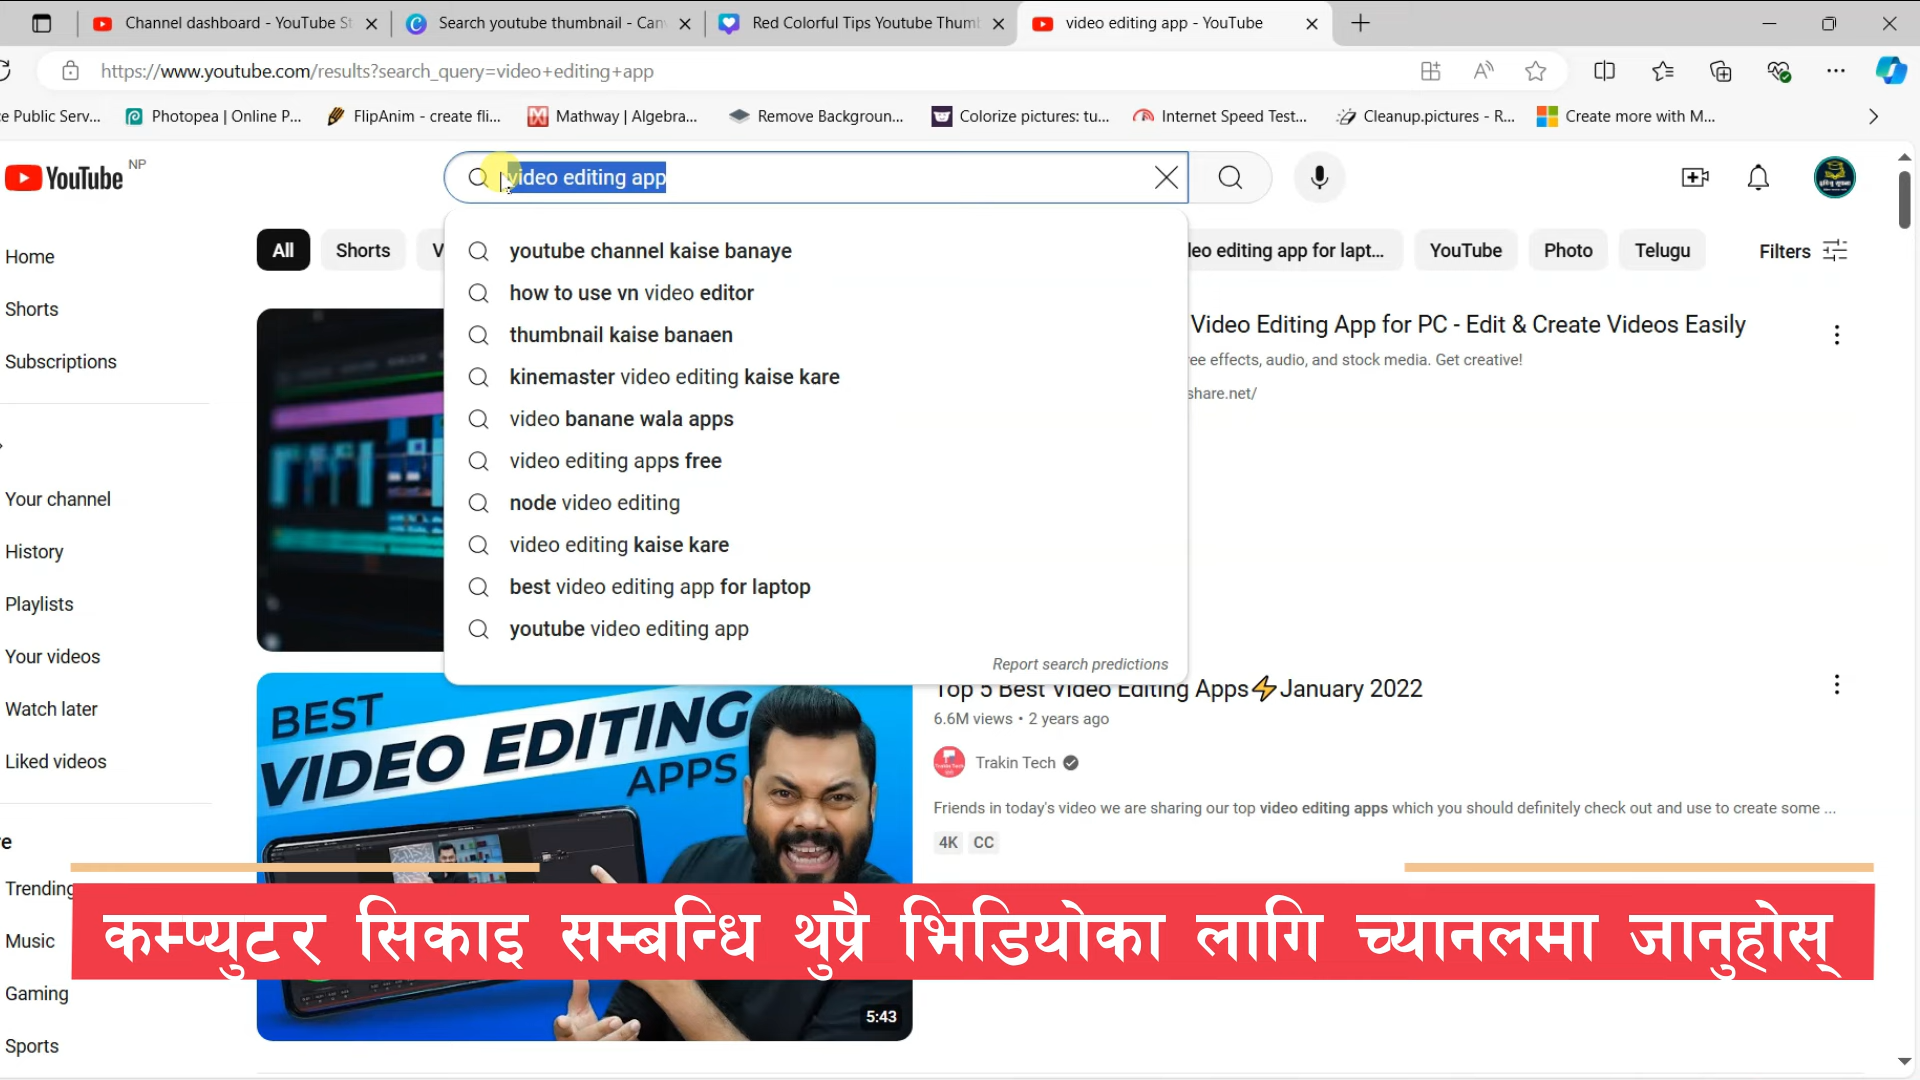 Channel dashboard - YouTube St
Search youtube thumbnail - Can
Red Colorful Tips Youtube Thum
video editing app - YouTube
https://www.youtube.com/results?search_query=video+editing+app
e Public Serv...
Photopea | Online P...
FlipAnim - create fli...
Mathway | Algebra...
Remove Backgroun...
Colorize pictures: tu...
Internet Speed Test...
Cleanup.pictures - R...
Create more with M...
YouTube NP
video editing app
Home
Shorts
Subscriptions
Your channel
History
Playlists
Your videos
Watch later
Liked videos
Trending
Music
Gaming
Sports
All
Shorts
V
leo editing app for lapt...
YouTube
Photo
Telugu
Filters
youtube channel kaise banaye
how to use vn video editor
thumbnail kaise banaen
kinemaster video editing kaise kare
video banane wala apps
video editing apps free
node video editing
video editing kaise kare
best video editing app for laptop
youtube video editing app
Report search predictions
Video Editing App for PC - Edit & Create Videos Easily
ee effects, audio, and stock media. Get creative!
share.net/
BEST
VIDEO EDITING
APPS
5:43
Top 5 Best Video Editing Apps⚡January 2022
6.6M views • 2 years ago
Trakin Tech
Friends in today's video we are sharing our top video editing apps which you should definitely check out and use to create some ...
4K CC
कम्प्युटर सिकाइ सम्बन्धि थुप्रै भिडियोका लागि च्यानलमा जानुहोस्